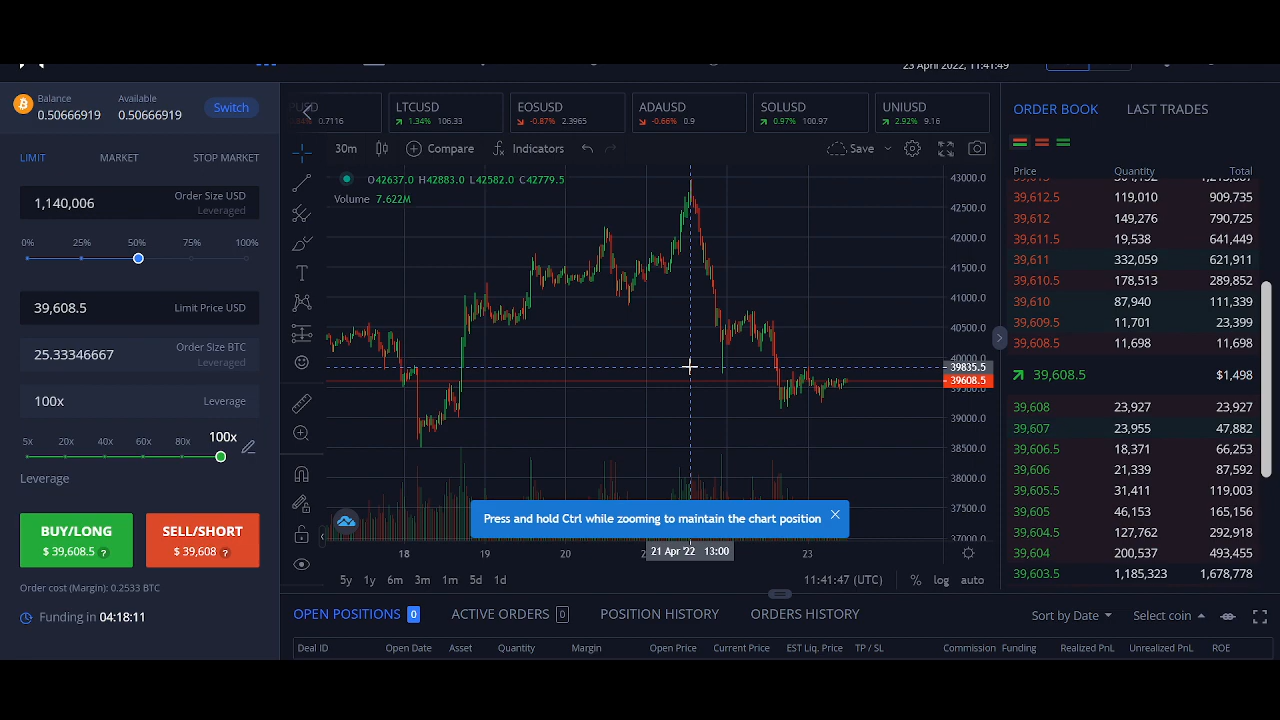 23 April 2022, 11:41:49
Balance
0.50666919
Available
0.50666919
Switch
LIMIT MARKET STOP MARKET
1,140,006
Order Size USD
Leveraged
0% 25% 50% 75% 100%
39,608.5
Limit Price USD
25.33346667
Order Size BTC
Leveraged
100x
Leverage
5x 20x 40x 60x 80x 100x
Leverage
BUY/LONG
$ 39,608.5 ?
SELL/SHORT
$ 39,608 ?
Order cost (Margin): 0.2533 BTC
Funding in 04:18:11
0.7116
LTCUSD
1.34% 106.33
EOSUSD
-0.87% 2.3965
ADAUSD
-0.66% 0.9
SOLUSD
0.97% 100.97
UNIUSD
2.92% 9.16
30m Compare Indicators Save
O42637.0 H42883.0 L42582.0 C42779.5
Volume 7.622M
43000.0
42500.0
42000.0
41500.0
41000.0
40500.0
40000.0
39835.5
39608.5
39500.0
39000.0
38500.0
38000.0
37500.0
37000.0
Press and hold Ctrl while zooming to maintain the chart position
18 19 20 21 Apr '22 13:00 23
5y 1y 6m 3m 1m 5d 1d
11:41:47 (UTC) % log auto
ORDER BOOK LAST TRADES
Price Quantity Total
39,612.5 119,010 909,735
39,612 149,276 790,725
39,611.5 19,538 641,449
39,611 332,059 621,911
39,610.5 178,513 289,852
39,610 87,940 111,339
39,609.5 11,701 23,399
39,608.5 11,698 11,698
39,608.5 $1,498
39,608 23,927 23,927
39,607 23,955 47,882
39,606.5 18,371 66,253
39,606 21,339 87,592
39,605.5 31,411 119,003
39,605 46,153 165,156
39,604.5 127,762 292,918
39,604 200,537 493,455
39,603.5 1,185,323 1,678,778
OPEN POSITIONS 0 ACTIVE ORDERS 0 POSITION HISTORY ORDERS HISTORY
Sort by Date Select coin
Deal ID Open Date Asset Quantity Margin Open Price Current Price EST Liq. Price TP / SL Commission Funding Realized PnL Unrealized PnL ROE